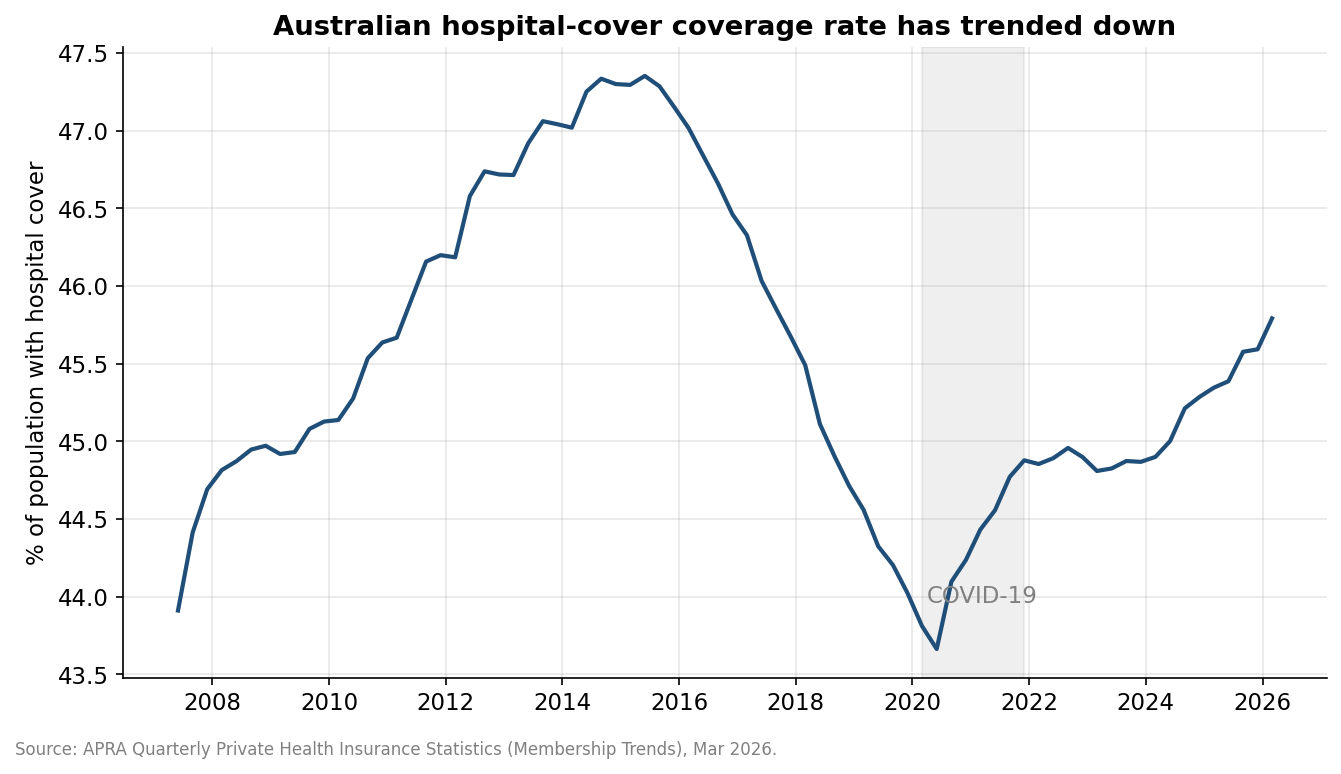 Australian hospital-cover coverage rate has trended down
% of population with hospital cover
47.5
47.0
46.5
46.0
45.5
45.0
44.5
44.0
43.5
COVID-19
2008 2010 2012 2014 2016 2018 2020 2022 2024 2026
Source: APRA Quarterly Private Health Insurance Statistics (Membership Trends), Mar 2026.